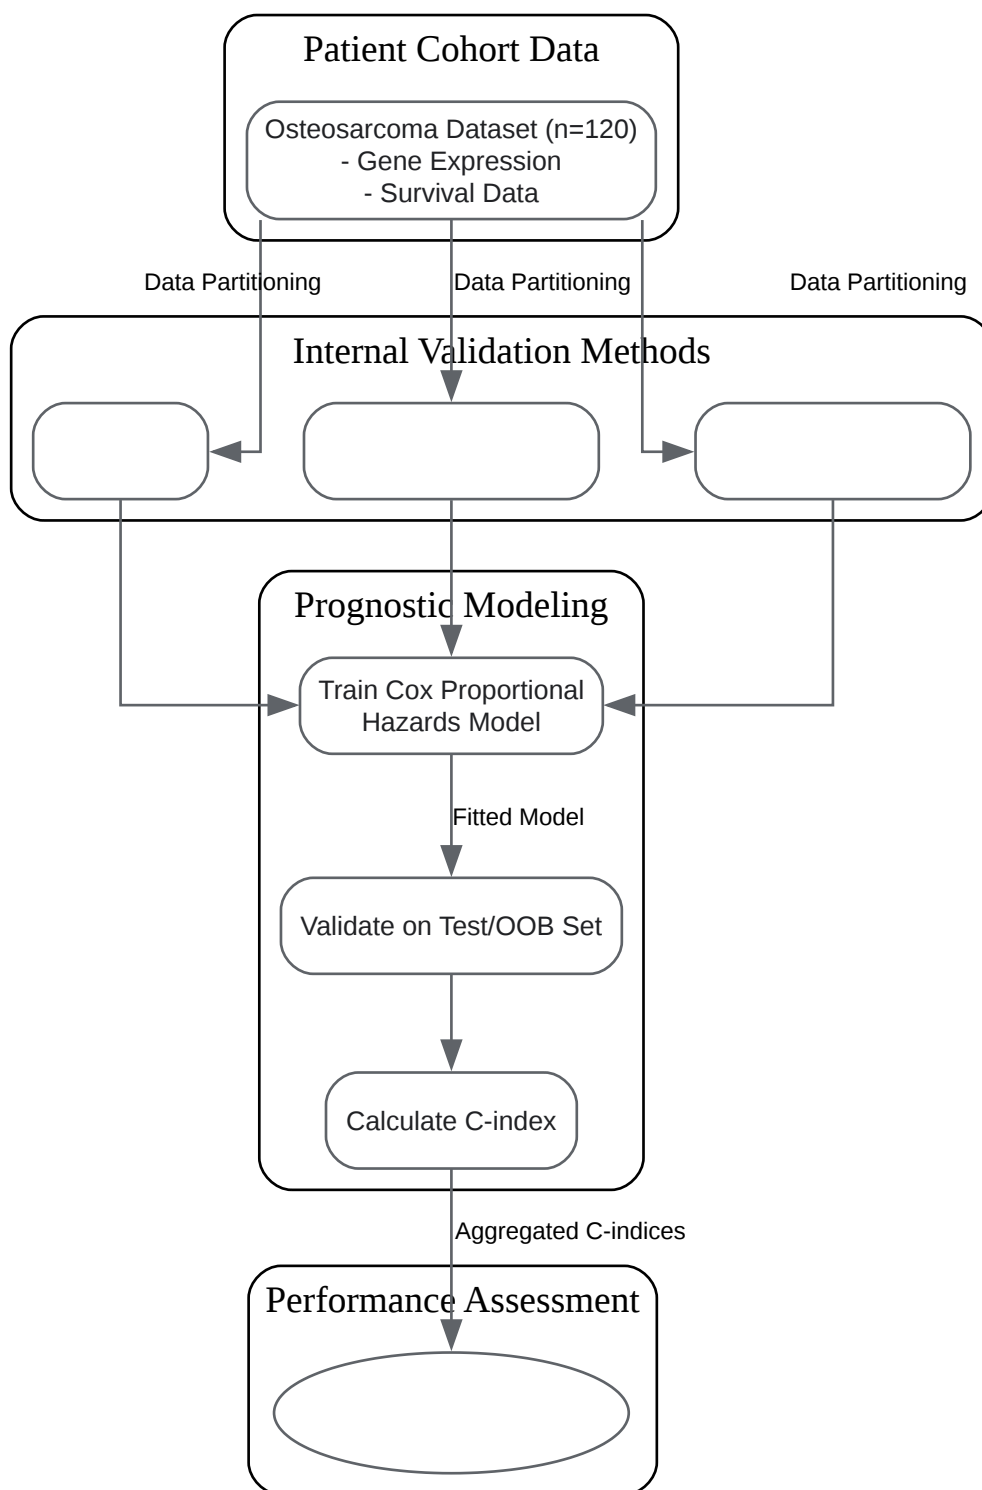 Patient Cohort Data
Osteosarcoma Dataset (n=120)
- Gene Expression
- Survival Data
Data Partitioning
Data Partitioning
Data Partitioning
Internal Validation Methods
Prognostic Modeling
Train Cox Proportional
Hazards Model
Fitted Model
Validate on Test/OOB Set
Calculate C-index
Aggregated C-indices
Performance Assessment